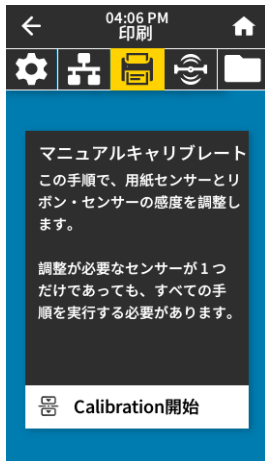 04:06 PM
印刷
マニュアルキャリブレート
この手順で、用紙センサーとリ
ボン・センサーの感度を調整し
ます。
調整が必要なセンサーが1つ
だけであっても、すべての手
順を実行する必要があります。
Calibration開始